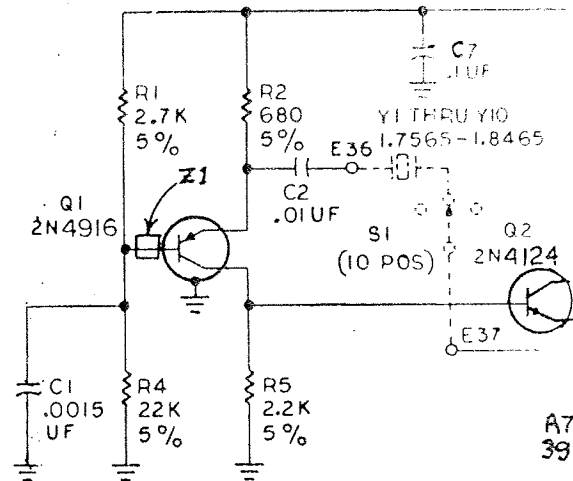 C7
.1UF
R1
2.7K
5%
R2
680
5%
Y1 THRU Y10
1.7565-1.8465
E36
C2
.01UF
Z1
Q1
2N4916
S1
(10 POS)
Q2
2N4124
E37
C1
.0015
UF
R4
22K
5%
R5
2.2K
5%
A7
39